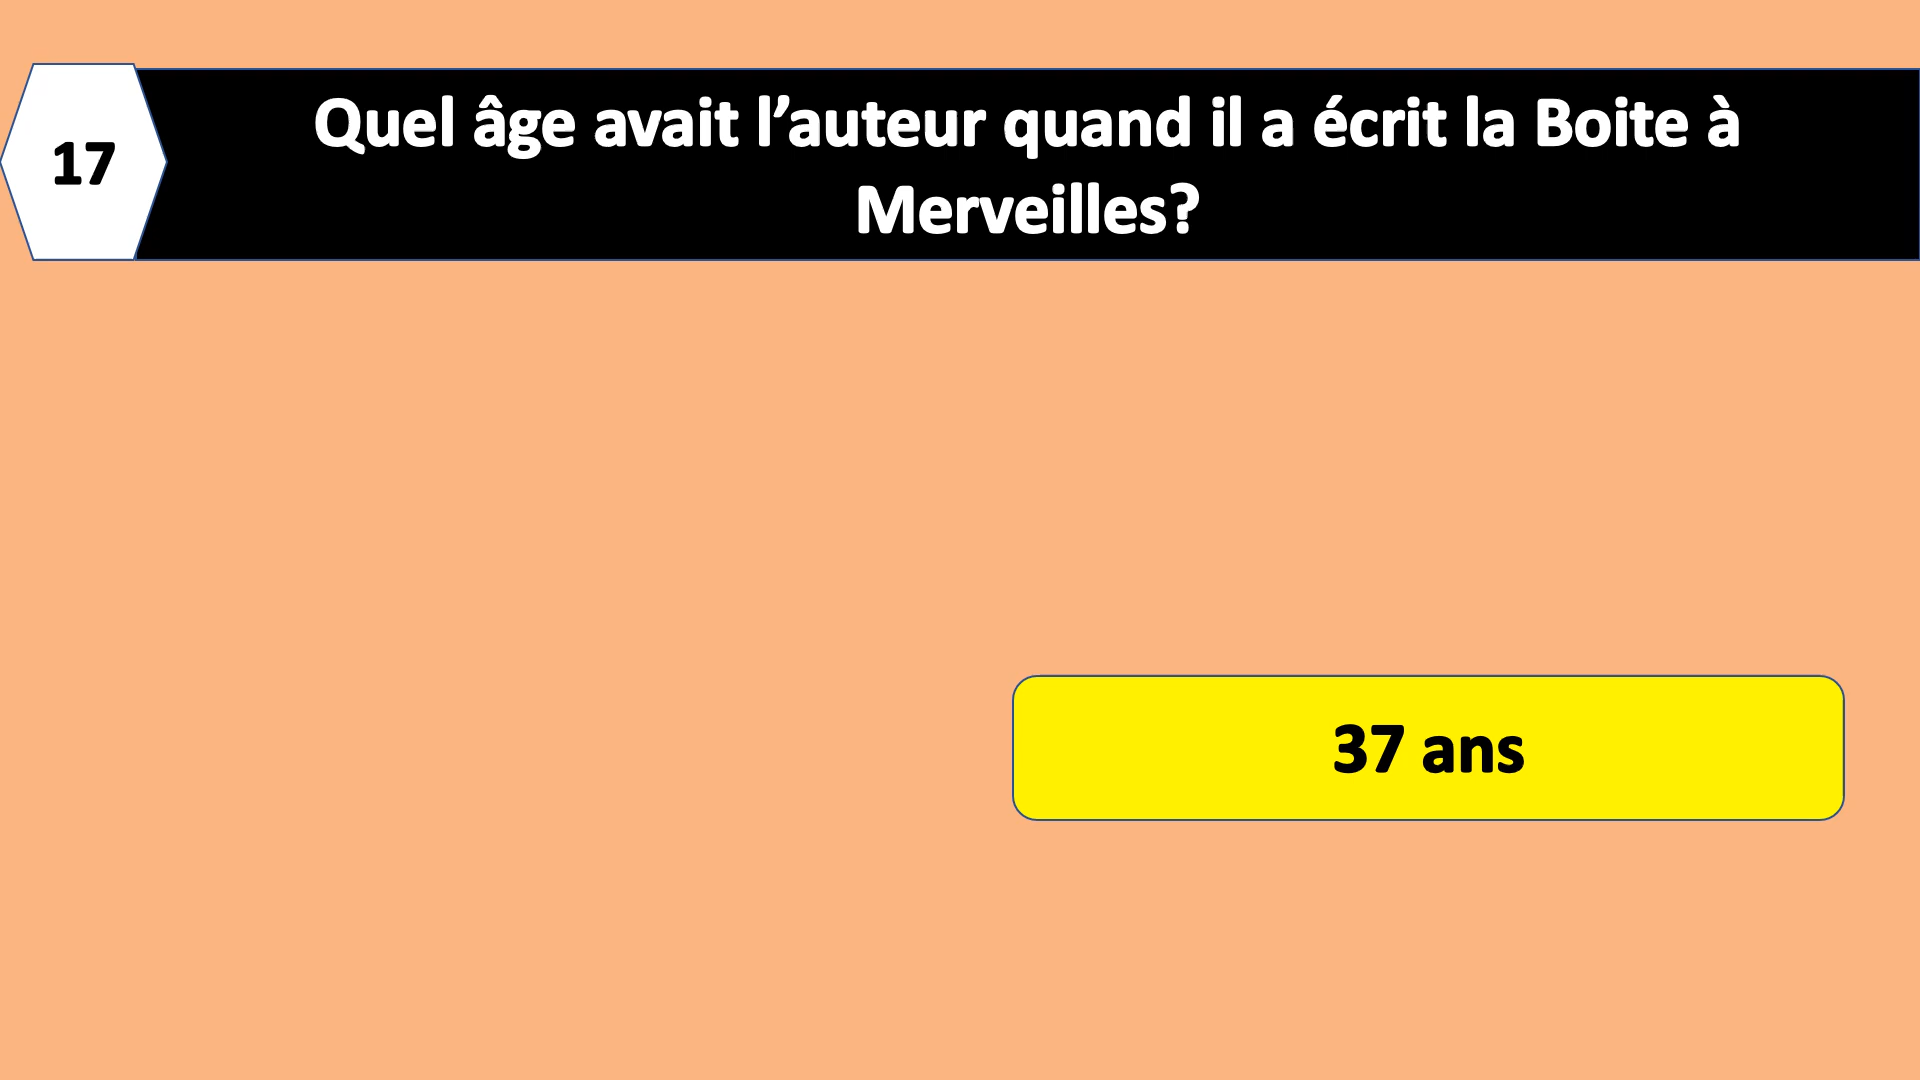 17
Quel âge avait l’auteur quand il a écrit la Boite à
Merveilles?
37 ans